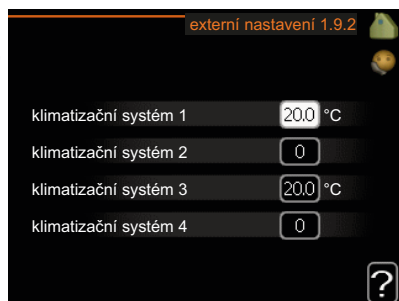 externí nastavení 1.9.2
klimatizační systém 1 20.0 °C
klimatizační systém 2 0
klimatizační systém 3 20.0 °C
klimatizační systém 4 0
?